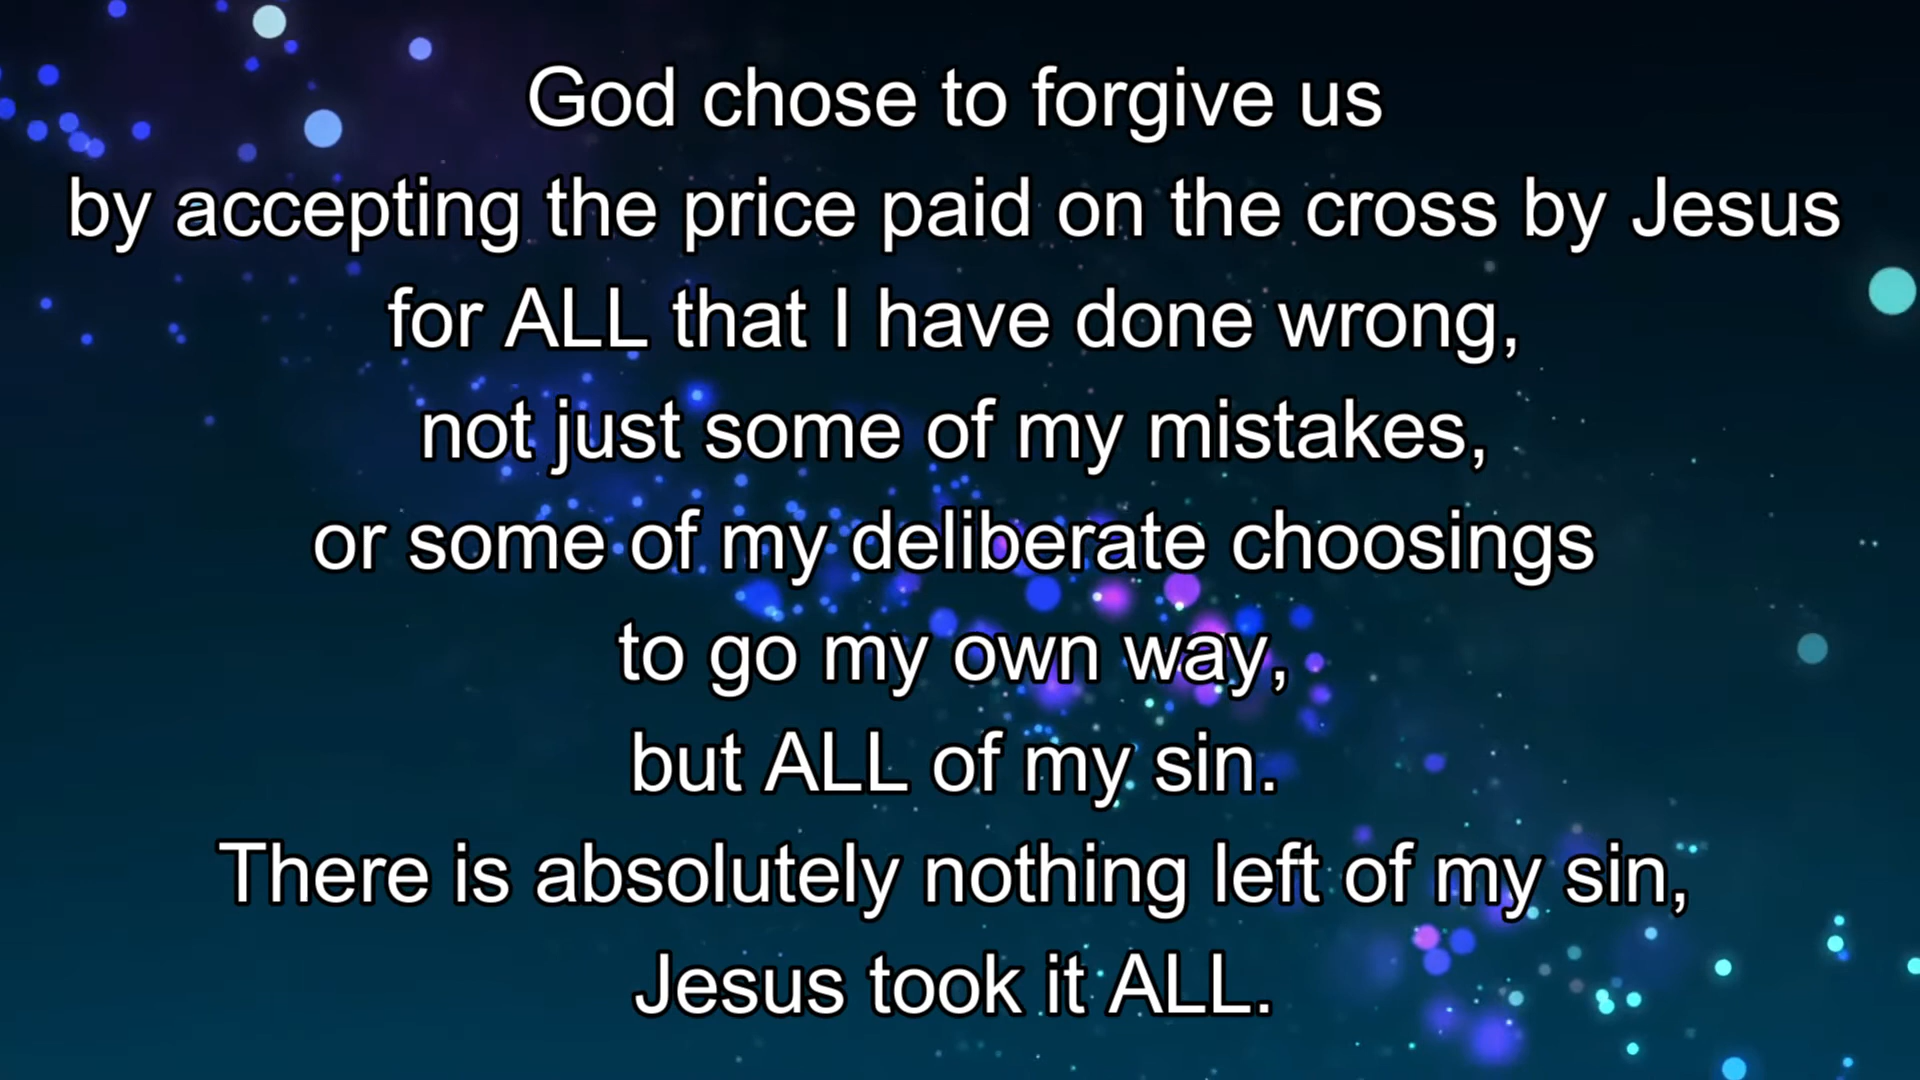 God chose to forgive us
by accepting the price paid on the cross by Jesus
for ALL that I have done wrong,
not just some of my mistakes,
or some of my deliberate choosings
to go my own way,
but ALL of my sin.
There is absolutely nothing left of my sin,
Jesus took it ALL.